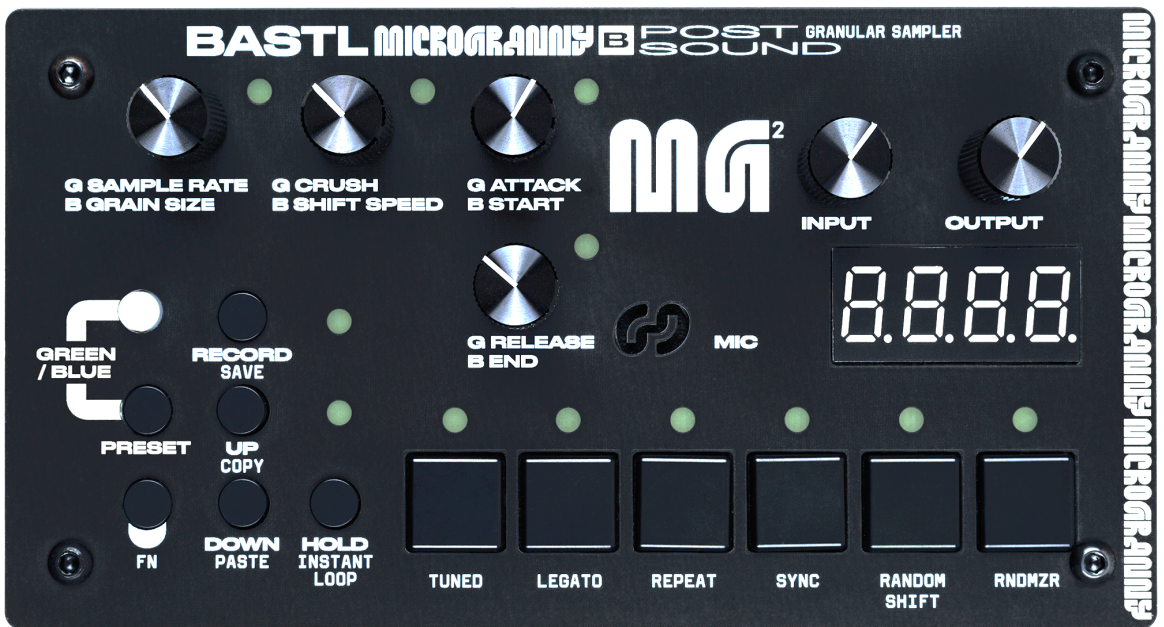 BASTL MICROGRANNY B POST SOUND GRANULAR SAMPLER
MG²
G SAMPLE RATE
B GRAIN SIZE
G CRUSH
B SHIFT SPEED
G ATTACK
B START
INPUT
OUTPUT
8.8.8.8.
G RELEASE
B END
MIC
GREEN
/ BLUE
RECORD
SAVE
PRESET
UP
COPY
FN
DOWN
PASTE
HOLD
INSTANT
LOOP
TUNED
LEGATO
REPEAT
SYNC
RANDOM
SHIFT
RNDMZR
MICROGRANNY MICROGRANNY MICROGRANNY